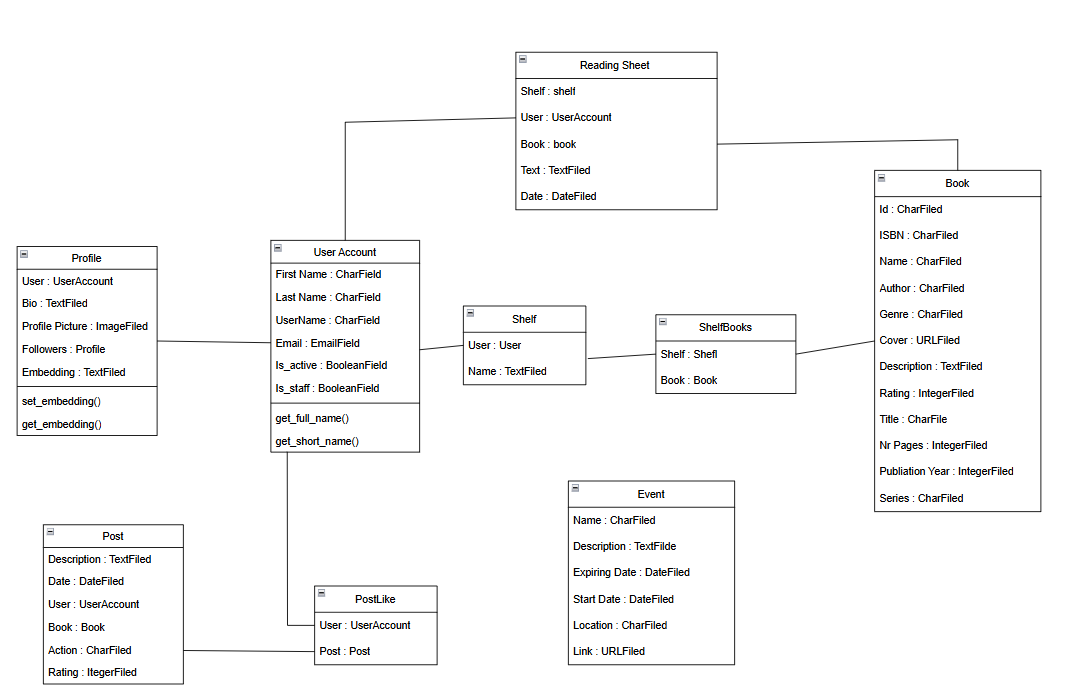 Reading Sheet
Shelf : shelf
User : UserAccount
Book : book
Text : TextFiled
Date : DateFiled
Book
Id : CharFiled
ISBN : CharFiled
Name : CharFiled
Author : CharFiled
Genre : CharFiled
Cover : URLFiled
Description : TextFiled
Rating : IntegerFiled
Title : CharFile
Nr Pages : IntegerFiled
Publiation Year : IntegerFiled
Series : CharFiled
Profile
User : UserAccount
Bio : TextFiled
Profile Picture : ImageFiled
Followers : Profile
Embedding : TextFiled
set_embedding()
get_embedding()
User Account
First Name : CharField
Last Name : CharField
UserName : CharField
Email : EmailField
Is_active : BooleanField
Is_staff : BooleanField
get_full_name()
get_short_name()
Shelf
User : User
Name : TextFiled
ShelfBooks
Shelf : Shefl
Book : Book
Event
Name : CharFiled
Description : TextFilde
Expiring Date : DateFiled
Start Date : DateFiled
Location : CharFiled
Link : URLFiled
Post
Description : TextFiled
Date : DateFiled
User : UserAccount
Book : Book
Action : CharFiled
Rating : ItegerFiled
PostLike
User : UserAccount
Post : Post